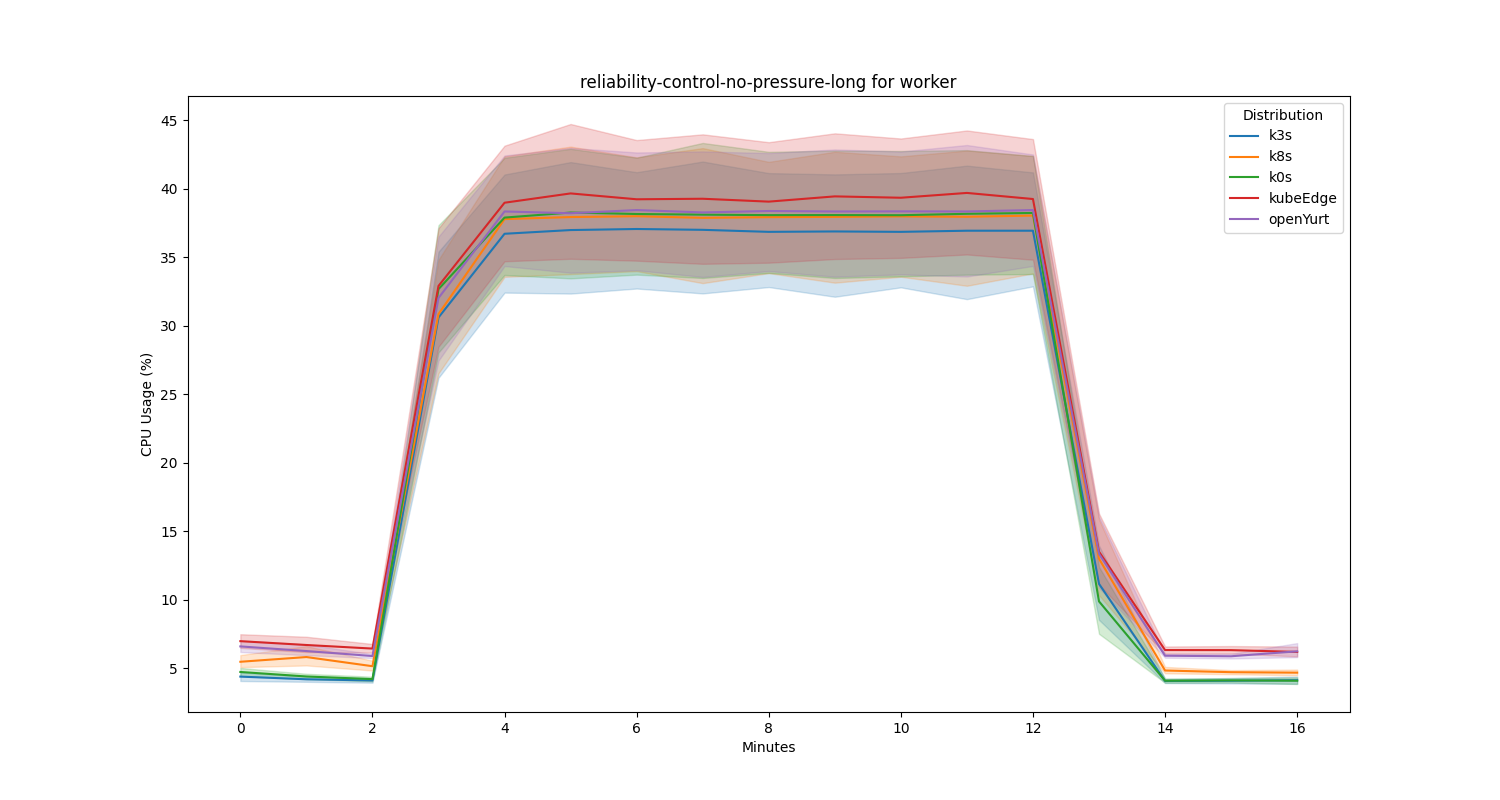 reliability-control-no-pressure-long for worker
Distribution
k3s
k8s
k0s
kubeEdge
openYurt
CPU Usage (%)
45
40
35
30
25
20
15
10
5
0 2 4 6 8 10 12 14 16
Minutes